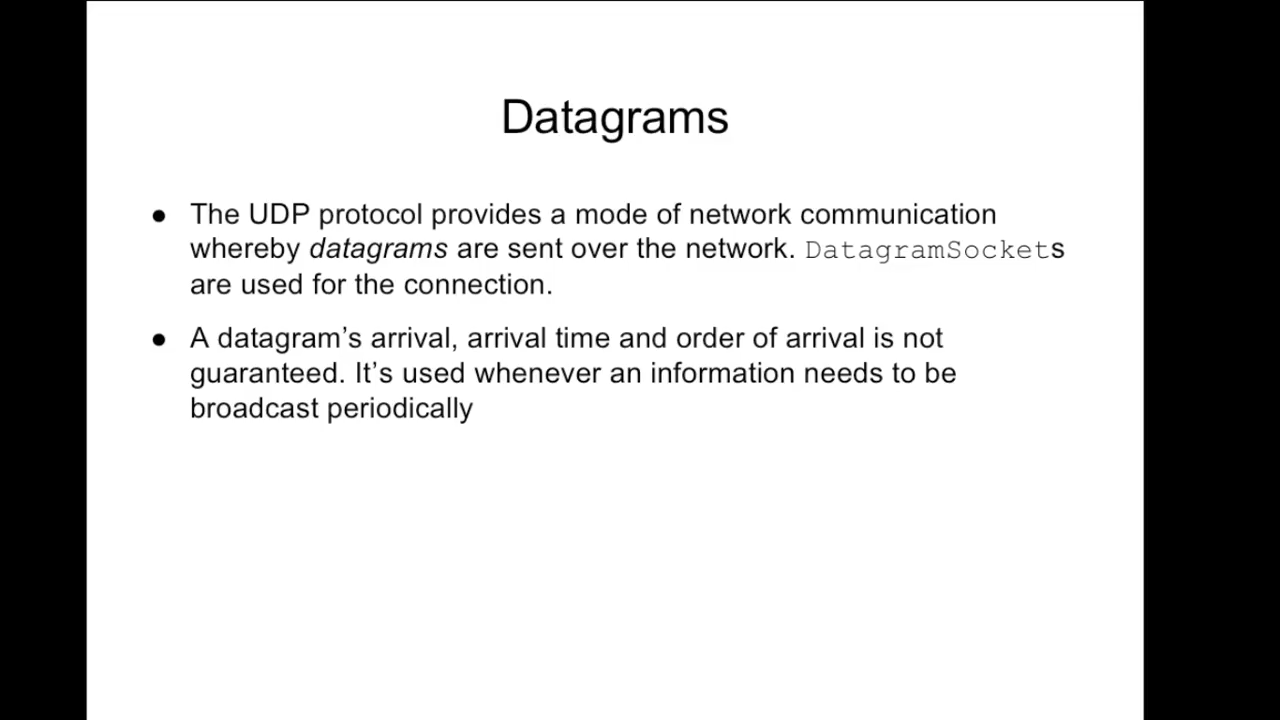 Datagrams
● The UDP protocol provides a mode of network communication
whereby datagrams are sent over the network. DatagramSockets
are used for the connection.
● A datagram’s arrival, arrival time and order of arrival is not
guaranteed. It’s used whenever an information needs to be
broadcast periodically